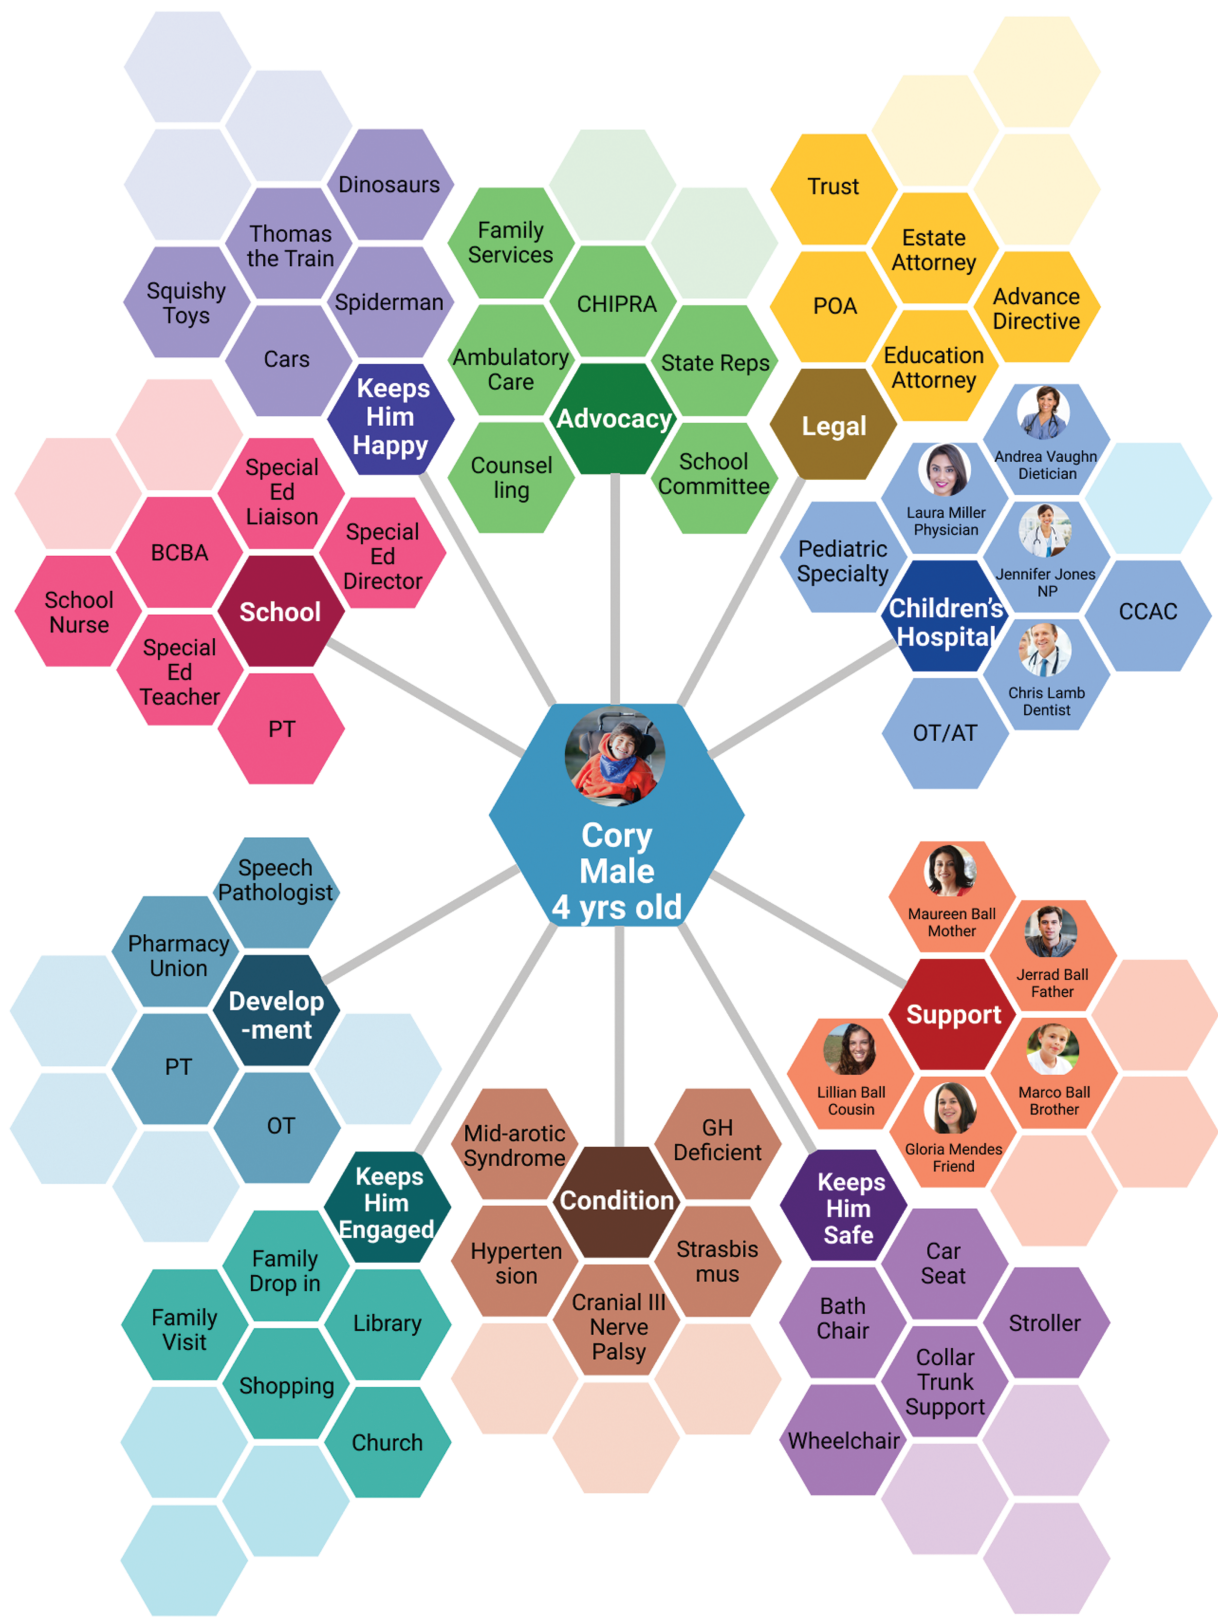 Dinosaurs
Thomas
the Train
Squishy
Toys
Spiderman
Cars
Keeps
Him
Happy
Family
Services
CHIPRA
Ambulatory
Care
State Reps
Advocacy
Counsel
ling
School
Committee
Trust
Estate
Attorney
POA
Advance
Directive
Education
Attorney
Legal
Special
Ed
Liaison
BCBA
Special
Ed
Director
School
Nurse
School
Special
Ed
Teacher
PT
Andrea Vaughn
Dietician
Laura Miller
Physician
Pediatric
Specialty
Jennifer Jones
NP
Children's
Hospital
CCAC
Chris Lamb
Dentist
OT/AT
Cory
Male
4 yrs old
Speech
Pathologist
Pharmacy
Union
Develop
-ment
PT
OT
Maureen Ball
Mother
Jerrad Ball
Father
Support
Lillian Ball
Cousin
Marco Ball
Brother
Gloria Mendes
Friend
Keeps
Him
Engaged
Family
Drop in
Family
Visit
Library
Shopping
Church
Mid-arotic
Syndrome
GH
Deficient
Condition
Hyperten
sion
Strasbis
mus
Cranial III
Nerve
Palsy
Keeps
Him
Safe
Car
Seat
Bath
Chair
Stroller
Collar
Trunk
Support
Wheelchair